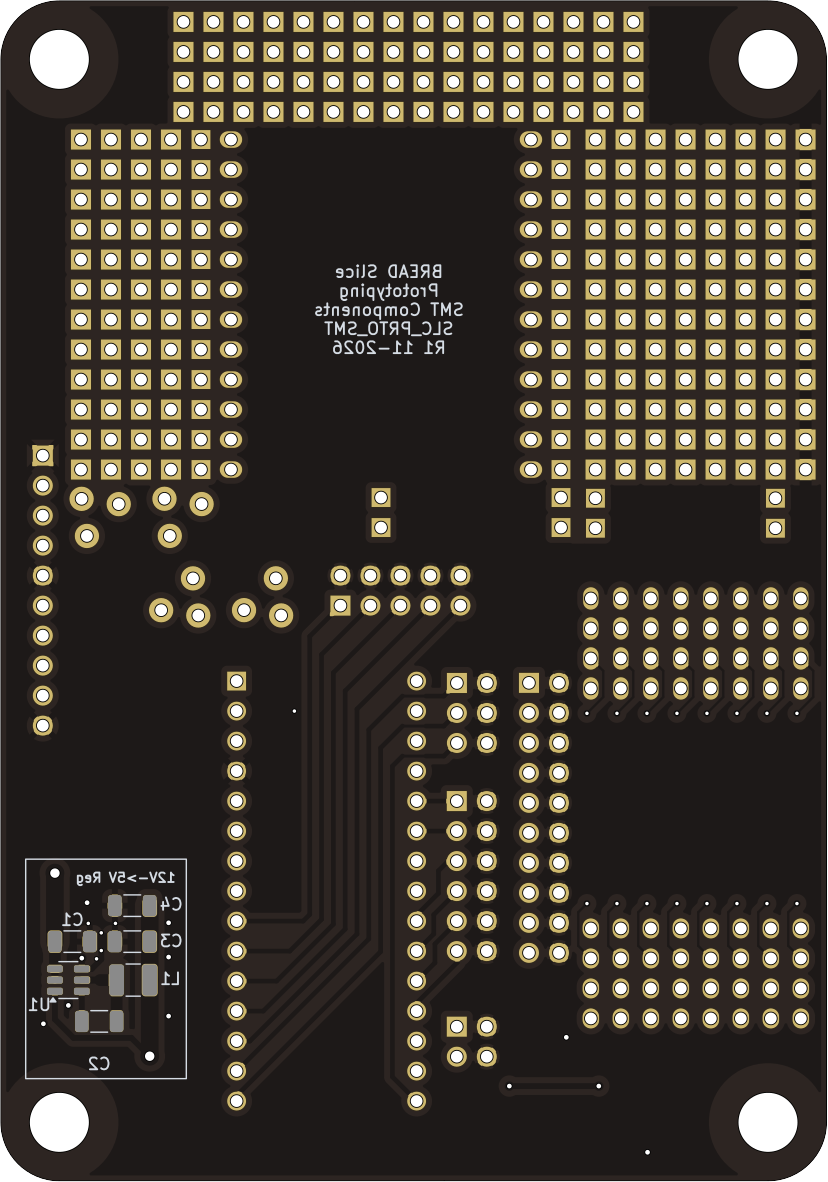 BREAD Slice
Prototyping
SMT Components
SLC_PRTO_SMT
R1 11-2026
12V->5V Reg
C4
C1
C3
L1
U1
C2